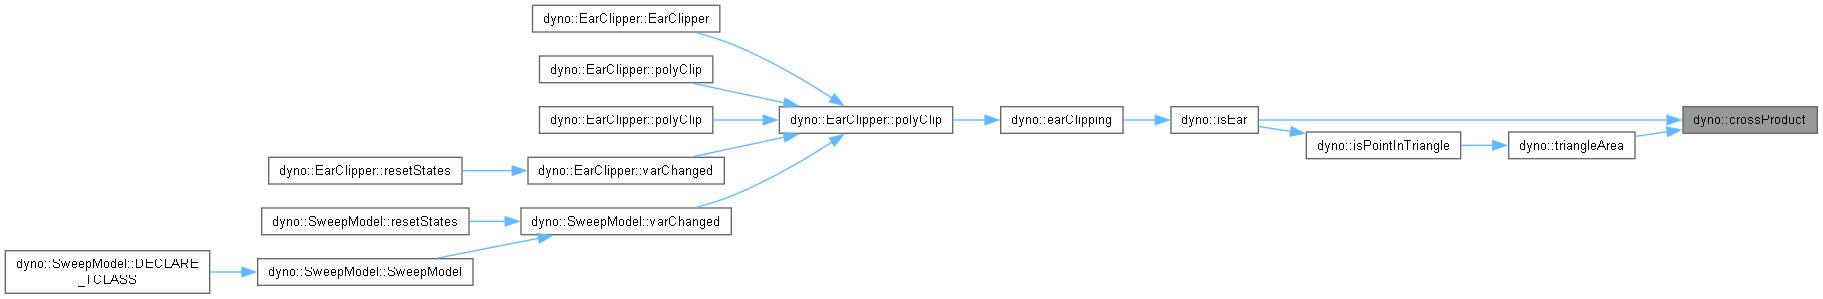 dyno::EarClipper::EarClipper
dyno::EarClipper::polyClip
dyno::EarClipper::polyClip
dyno::EarClipper::polyClip
dyno::earClipping
dyno::isEar
dyno::crossProduct
dyno::isPointInTriangle
dyno::triangleArea
dyno::EarClipper::resetStates
dyno::EarClipper::varChanged
dyno::SweepModel::resetStates
dyno::SweepModel::varChanged
dyno::SweepModel::DECLARE
_TCLASS
dyno::SweepModel::SweepModel